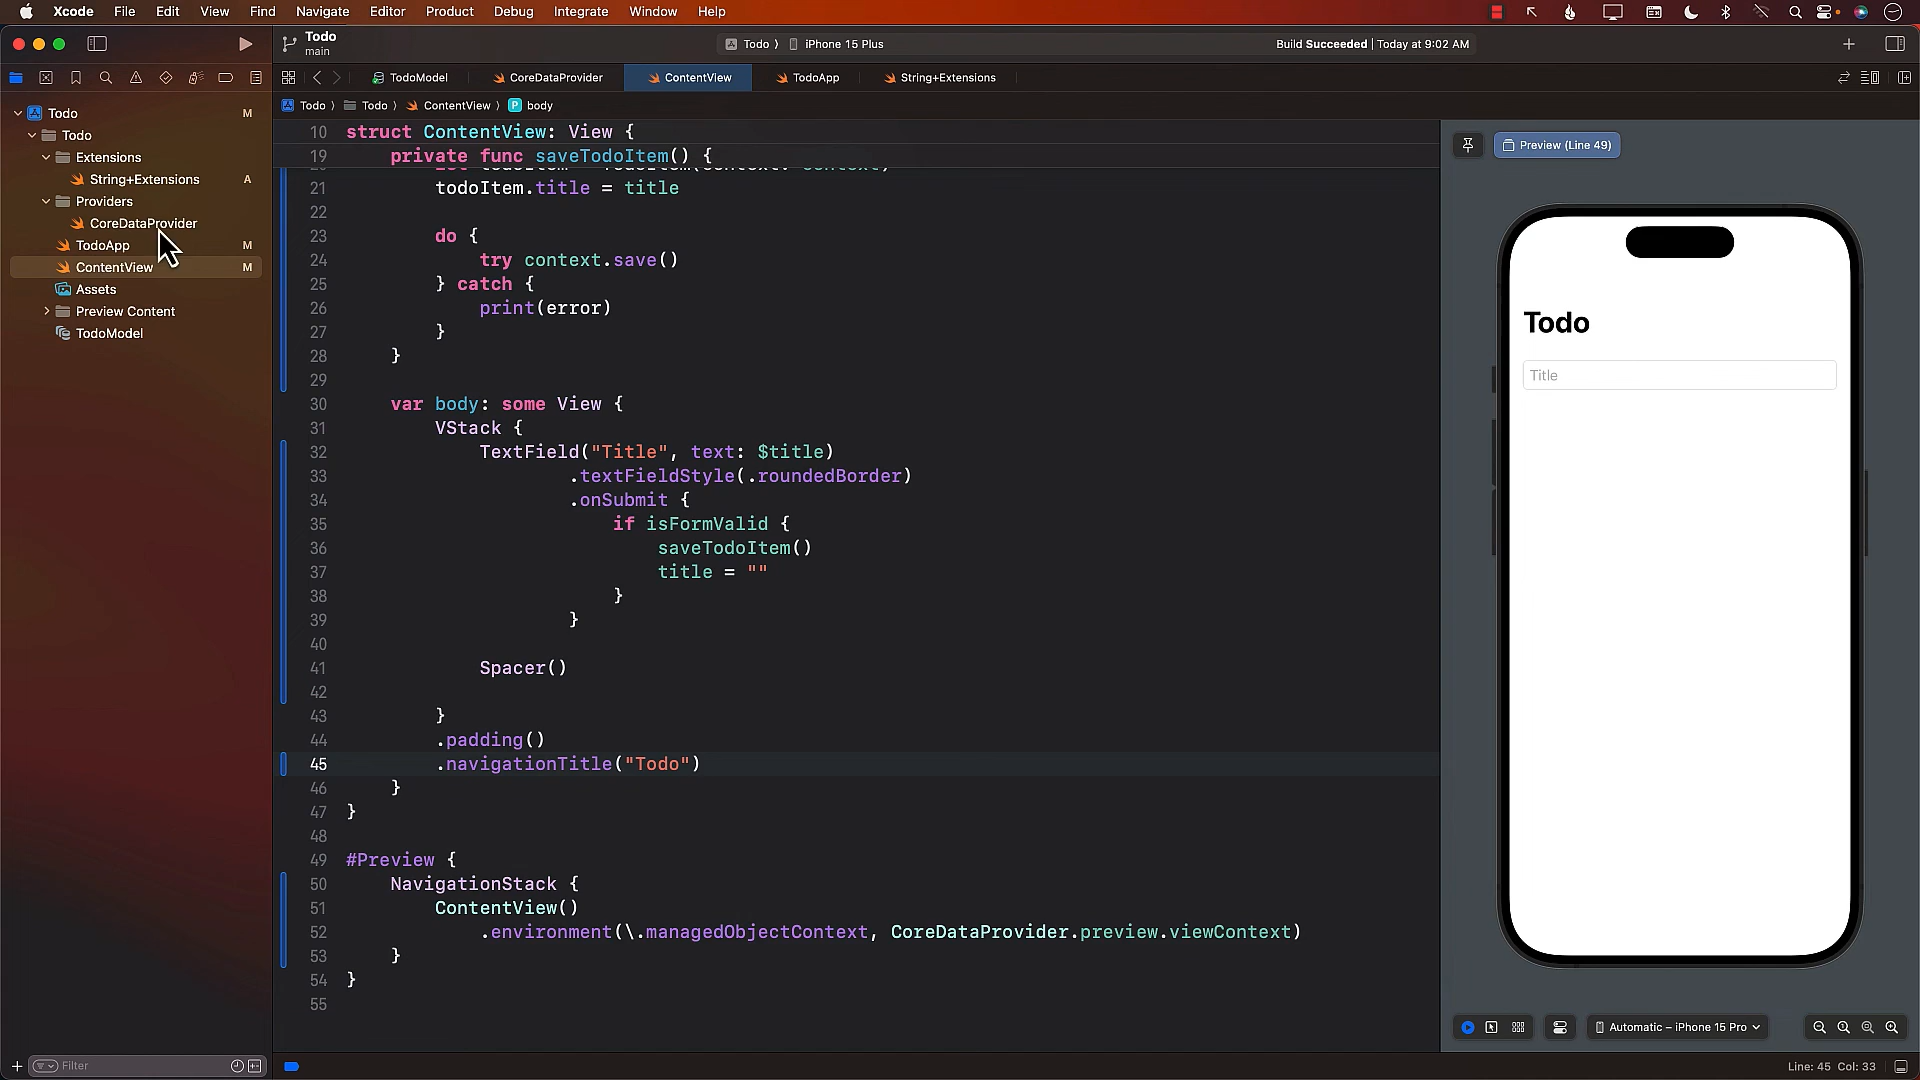 Xcode File Edit View Find Navigate Editor Product Debug Integrate Window Help
Todo
main
Todo 〉 iPhone 15 Plus
Build Succeeded | Today at 9:02 AM
TodoModel CoreDataProvider ContentView TodoApp String+Extensions
Todo 〉 Todo 〉 ContentView 〉 P body
Todo M
Todo
Extensions
String+Extensions A
Providers
CoreDataProvider
TodoApp M
ContentView M
Assets
Preview Content
TodoModel
Filter
10 struct ContentView: View {
19 private func saveTodoItem() {
21 todoItem.title = title
22
23 do {
24 try context.save()
25 } catch {
26 print(error)
27 }
28 }
29
30 var body: some View {
31 VStack {
32 TextField("Title", text: $title)
33 .textFieldStyle(.roundedBorder)
34 .onSubmit {
35 if isFormValid {
36 saveTodoItem()
37 title = ""
38 }
39 }
40
41 Spacer()
42
43 }
44 .padding()
45 .navigationTitle("Todo")
46 }
47 }
48
49 #Preview {
50 NavigationStack {
51 ContentView()
52 .environment(\.managedObjectContext, CoreDataProvider.preview.viewContext)
53 }
54 }
55
Preview (Line 49)
Todo
Title
Automatic – iPhone 15 Pro
Line: 45 Col: 33